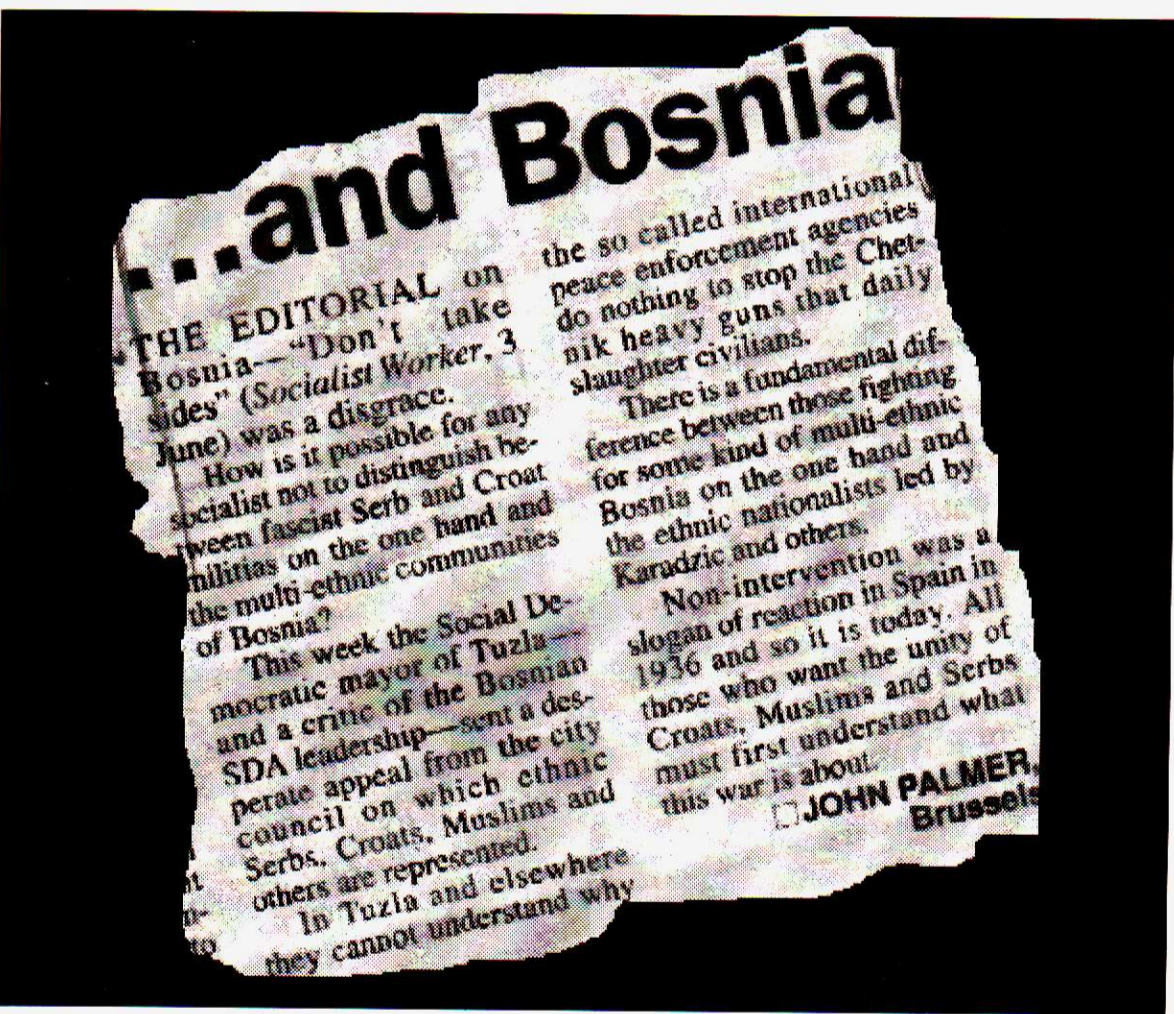 ...and Bosnia
THE EDITORIAL on
Bosnia—“Don't take
sides” (Socialist Worker, 3
June) was a disgrace.
How is it possible for any
socialist not to distinguish be-
tween fascist Serb and Croat
militias on the one hand and
the multi-ethnic communities
of Bosnia?
This week the Social De-
mocratic mayor of Tuzla—
and a critic of the Bosnian
SDA leadership—sent a des-
perate appeal from the city
council on which ethnic
Serbs, Croats, Muslims and
others are represented.
In Tuzla and elsewhere
they cannot understand why
the so called international
peace enforcement agencies
do nothing to stop the Chet-
nik heavy guns that daily
slaughter civilians.
There is a fundamental dif-
ference between those fighting
for some kind of multi-ethnic
Bosnia on the one hand and
the ethnic nationalists led by
Karadzic and others.
Non-intervention was a
slogan of reaction in Spain in
1936 and so it is today. All
those who want the unity of
Croats, Muslims and Serbs
must first understand what
this war is about.
□JOHN PALMER,
Brussels